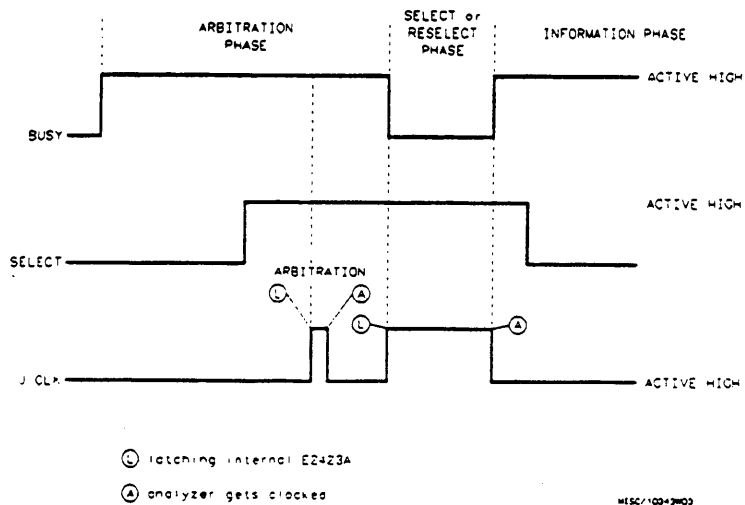 ARBITRATION
PHASE
SELECT or
RESELECT
PHASE
INFORMATION PHASE
ACTIVE HIGH
BUSY
ACTIVE HIGH
SELECT
ARBITRATION
L
A
L
A
J CLK
ACTIVE HIGH
L latching internal E2423A
A analyzer gets clocked